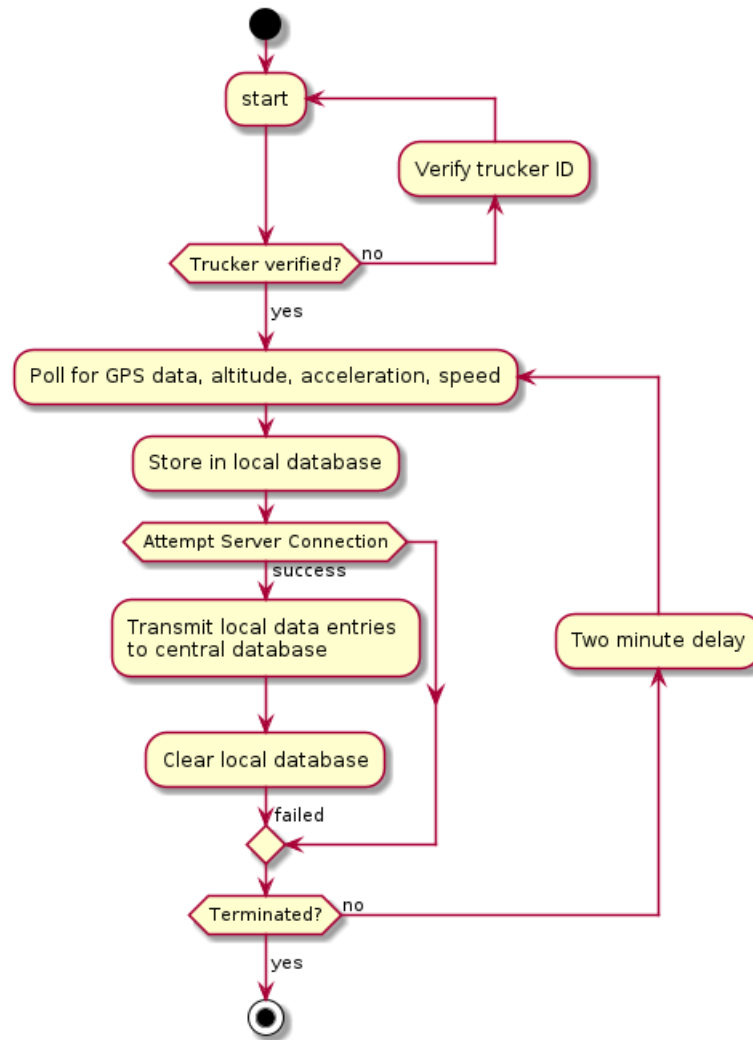 start
Verify trucker ID
Trucker verified?
no
yes
Poll for GPS data, altitude, acceleration, speed
Store in local database
Attempt Server Connection
success
Transmit local data entries
to central database
Two minute delay
Clear local database
failed
Terminated?
no
yes